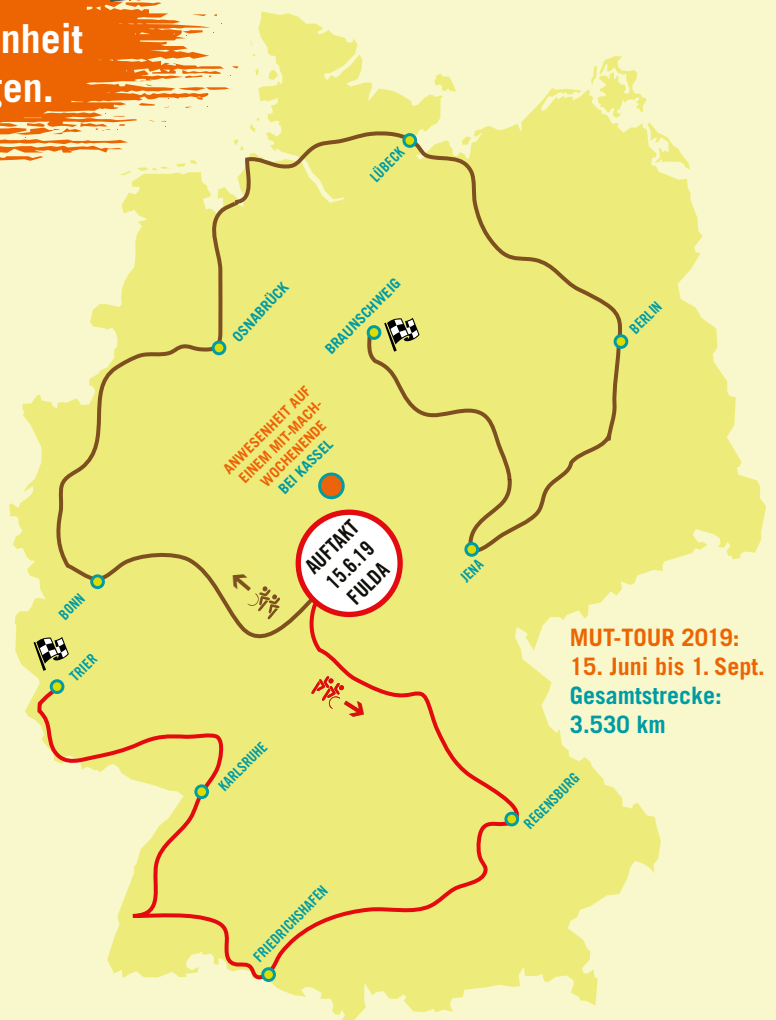 nheit
gen.
LÜBECK
OSNABRÜCK
BRAUNSCHWEIG
BERLIN
ANWESENHEIT AUF
EINEM MIT-MACH-
WOCHENENDE
BEI KASSEL
AUFTAKT
15.6.19
FULDA
JENA
BONN
TRIER
MUT-TOUR 2019:
15. Juni bis 1. Sept.
Gesamtstrecke:
3.530 km
KARLSRUHE
REGENSBURG
FRIEDRICHSHAFEN